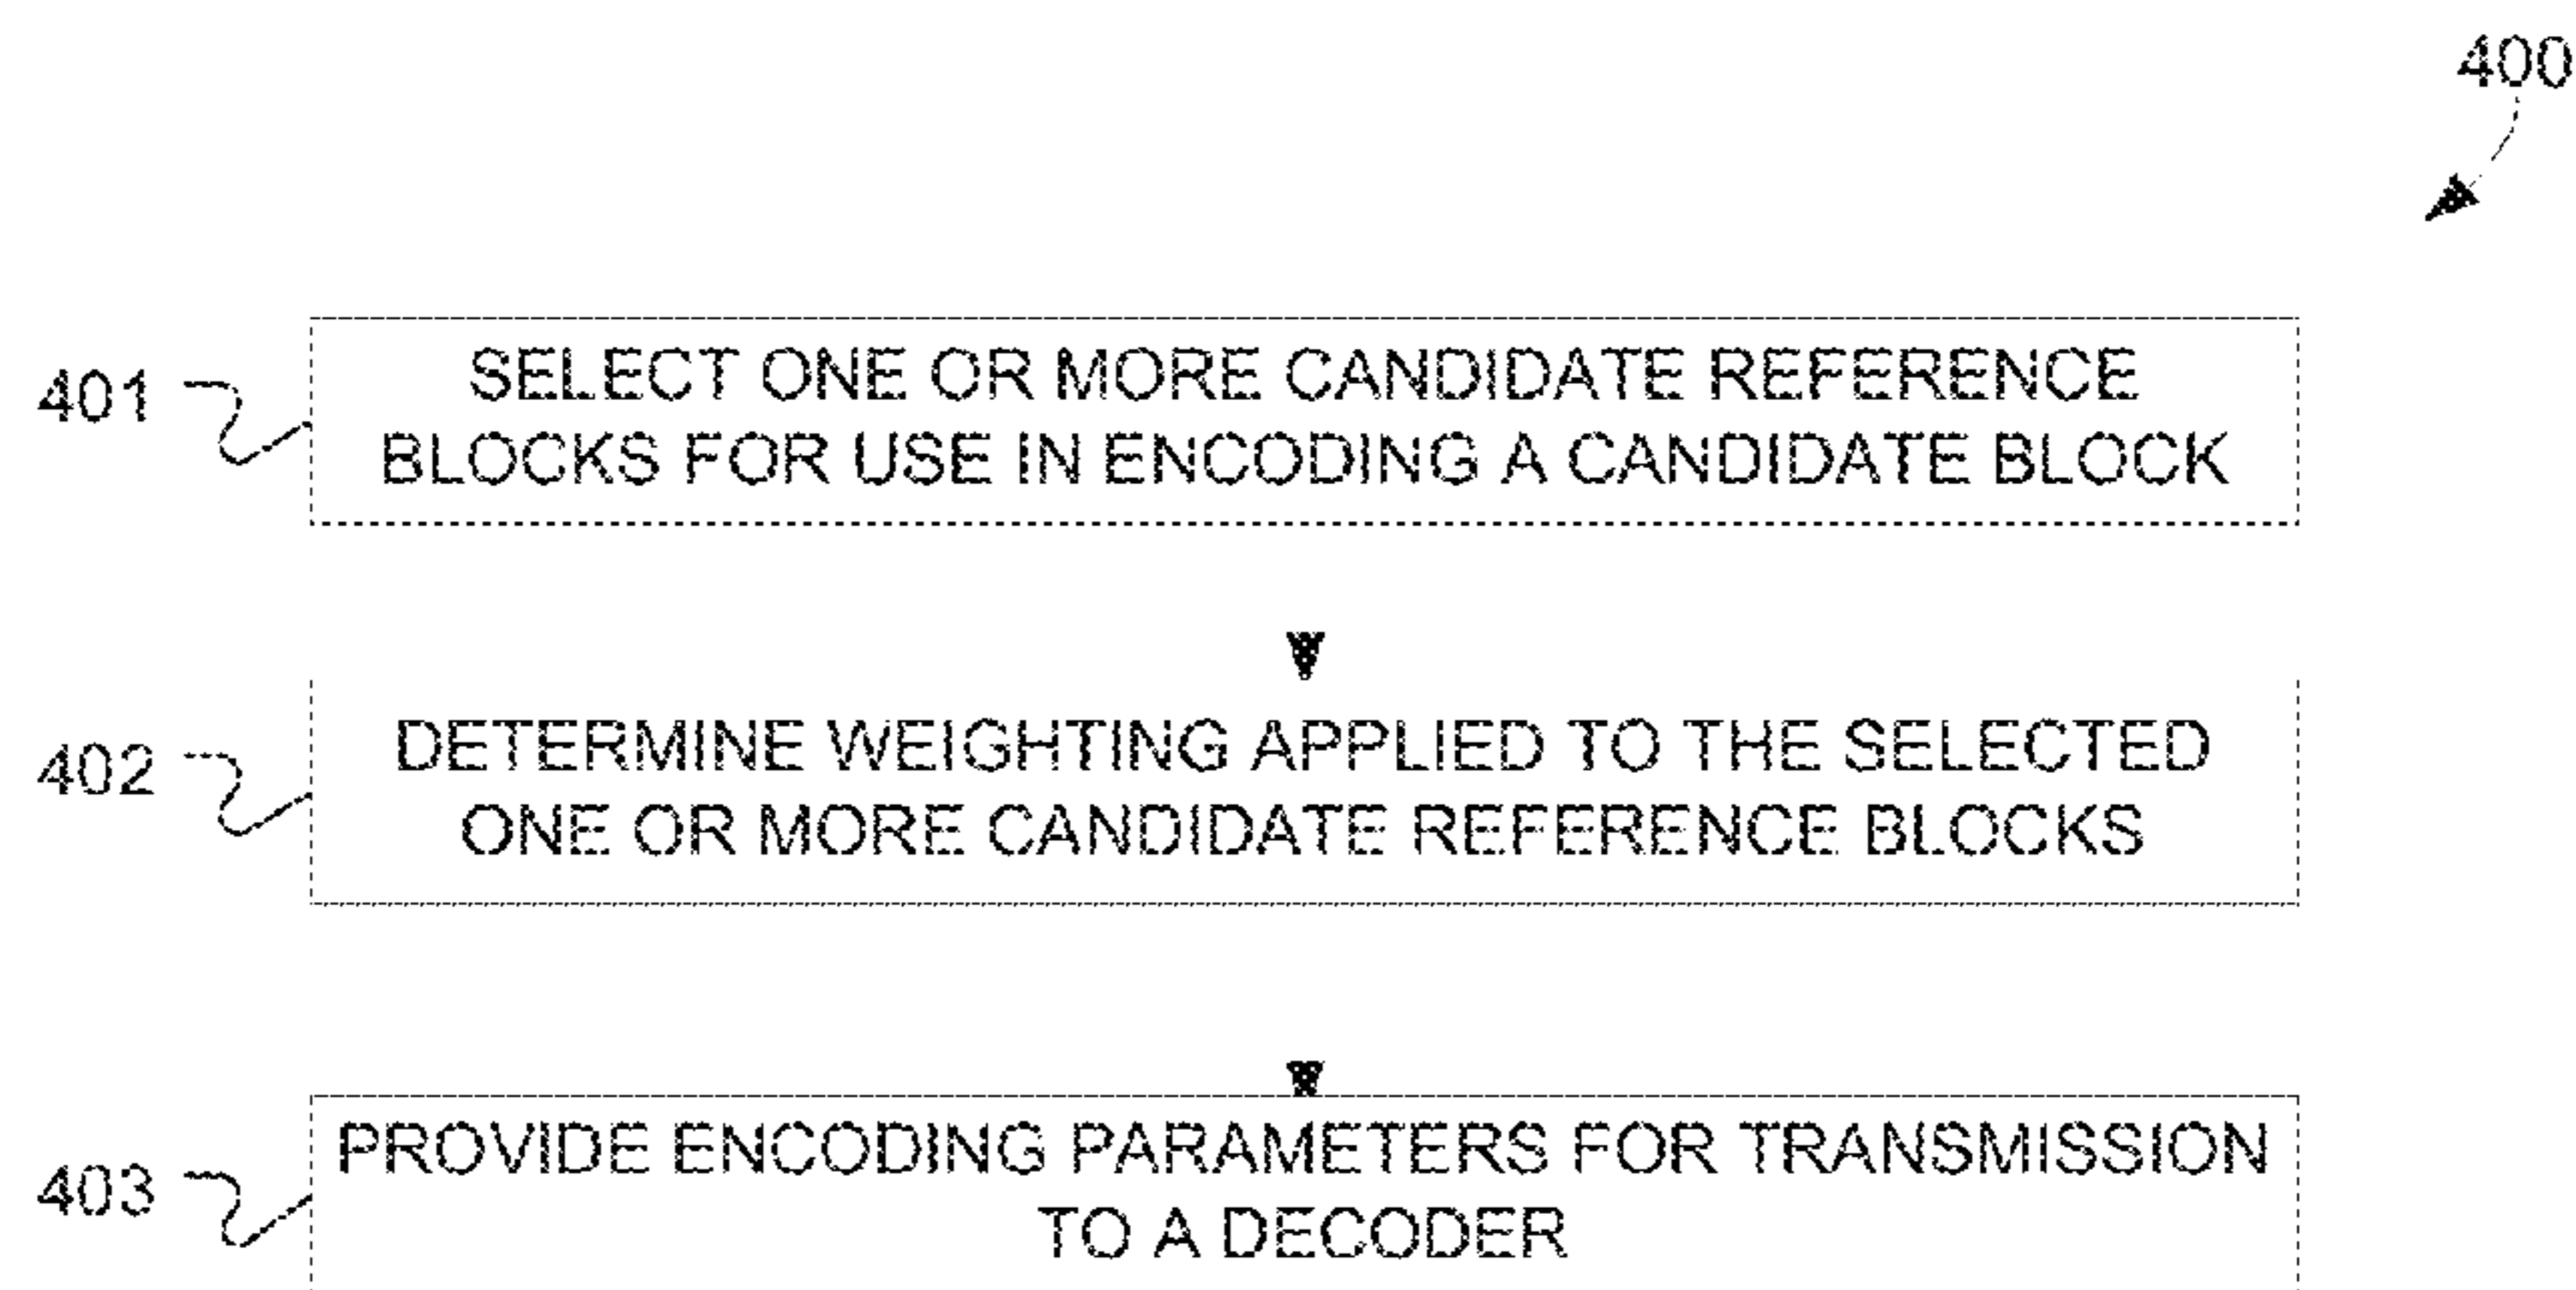 400
401
SELECT ONE OR MORE CANDIDATE REFERENCE
BLOCKS FOR USE IN ENCODING A CANDIDATE BLOCK
402
DETERMINE WEIGHTING APPLIED TO THE SELECTED
ONE OR MORE CANDIDATE REFERENCE BLOCKS
403
PROVIDE ENCODING PARAMETERS FOR TRANSMISSION
TO A DECODER